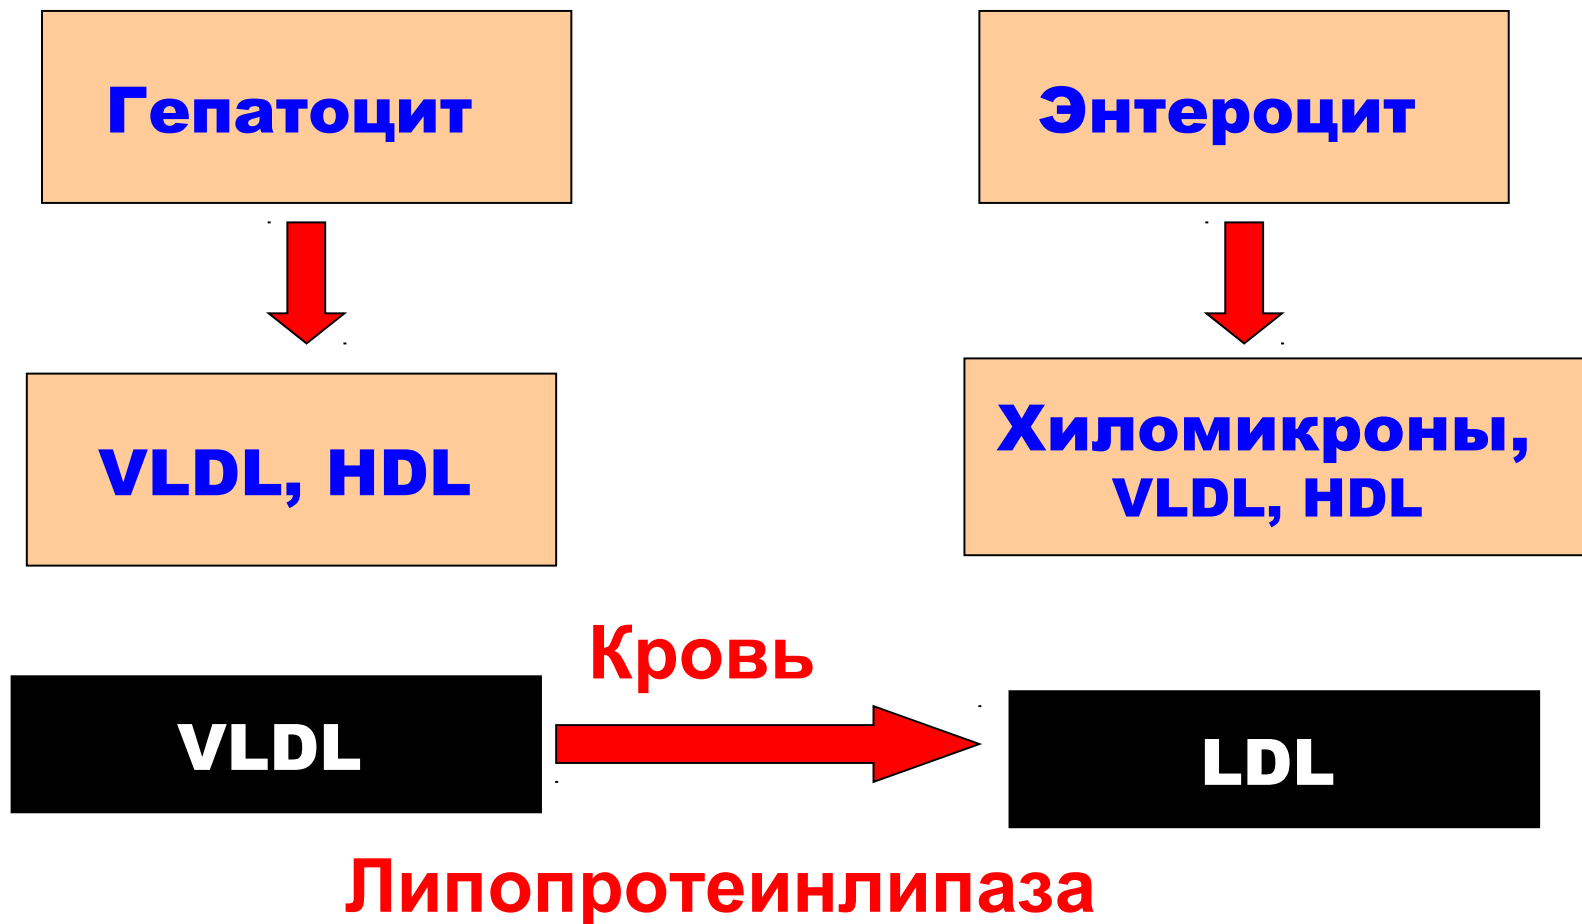 Гепатоцит
Энтероцит
VLDL, HDL
Хиломикроны,
VLDL, HDL
Кровь
VLDL
LDL
Липопротеинлипаза